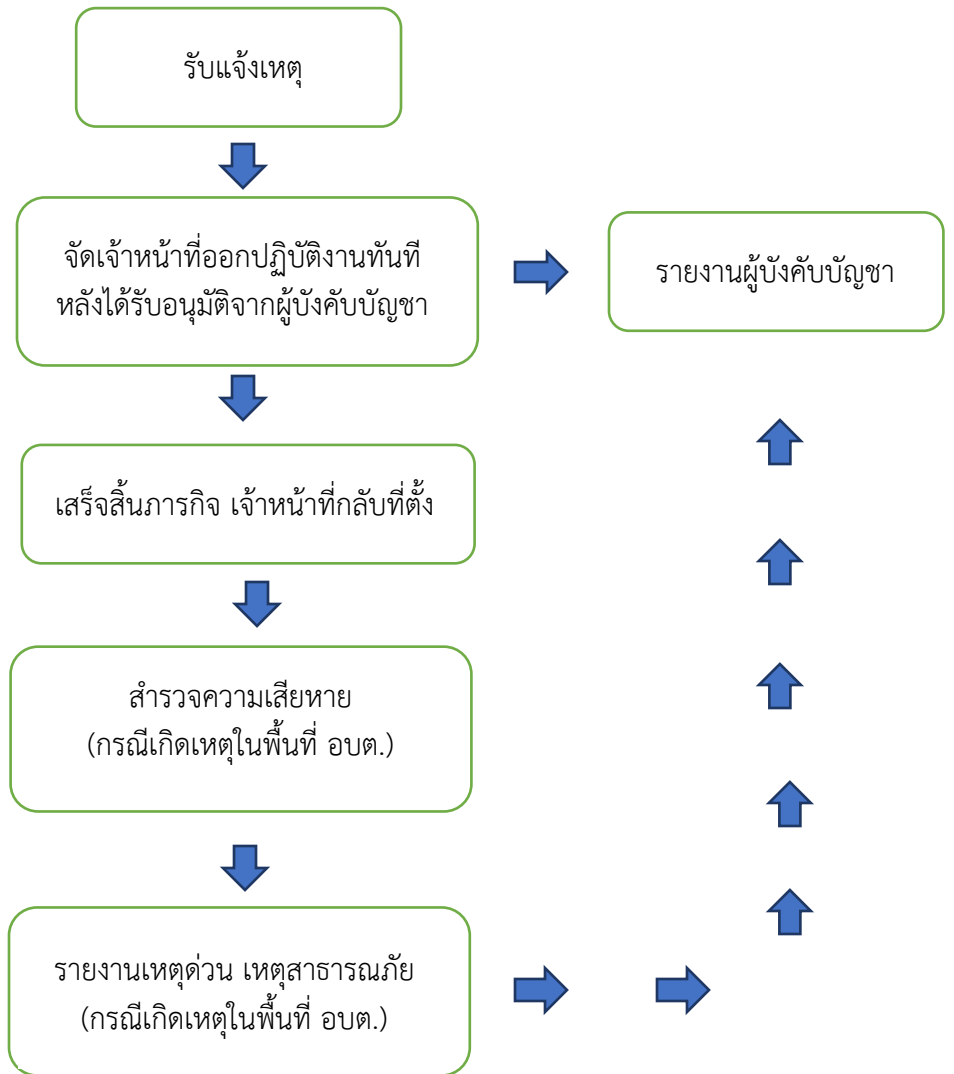 รับแจ้งเหตุ
จัดเจ้าหน้าที่ออกปฏิบัติงานทันที
หลังได้รับอนุมัติจากผู้บังคับบัญชา
รายงานผู้บังคับบัญชา
เสร็จสิ้นภารกิจ เจ้าหน้าที่กลับที่ตั้ง
สำรวจความเสียหาย
(กรณีเกิดเหตุในพื้นที่ อบต.)
รายงานเหตุด่วน เหตุสาธารณภัย
(กรณีเกิดเหตุในพื้นที่ อบต.)